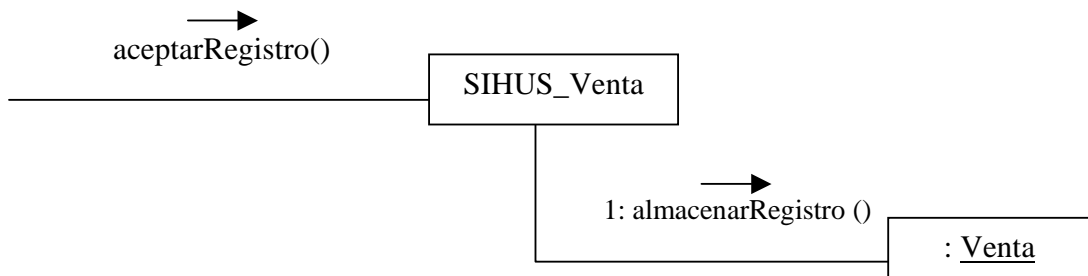 aceptarRegistro()
SIHUS_Venta
1: almacenarRegistro ()
: Venta